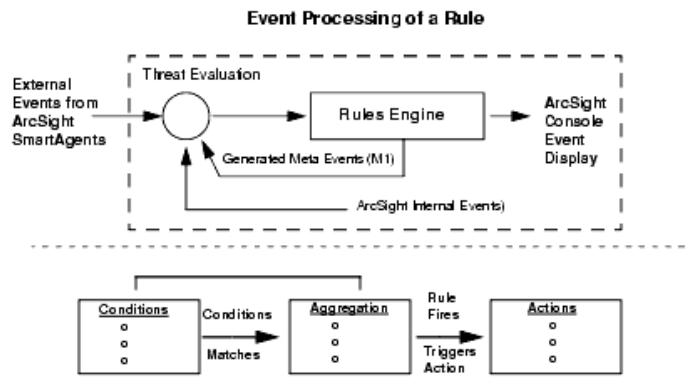 Event Processing of a Rule
Threat Evaluation
External
Events from
ArcSight
SmartAgents
Rules Engine
ArcSight
Console
Event
Display
Generated Meta Events (M1)
ArcSight Internal Events)
Conditions
Conditions
Matches
Aggregation
Rule
Fires
Triggers
Action
Actions